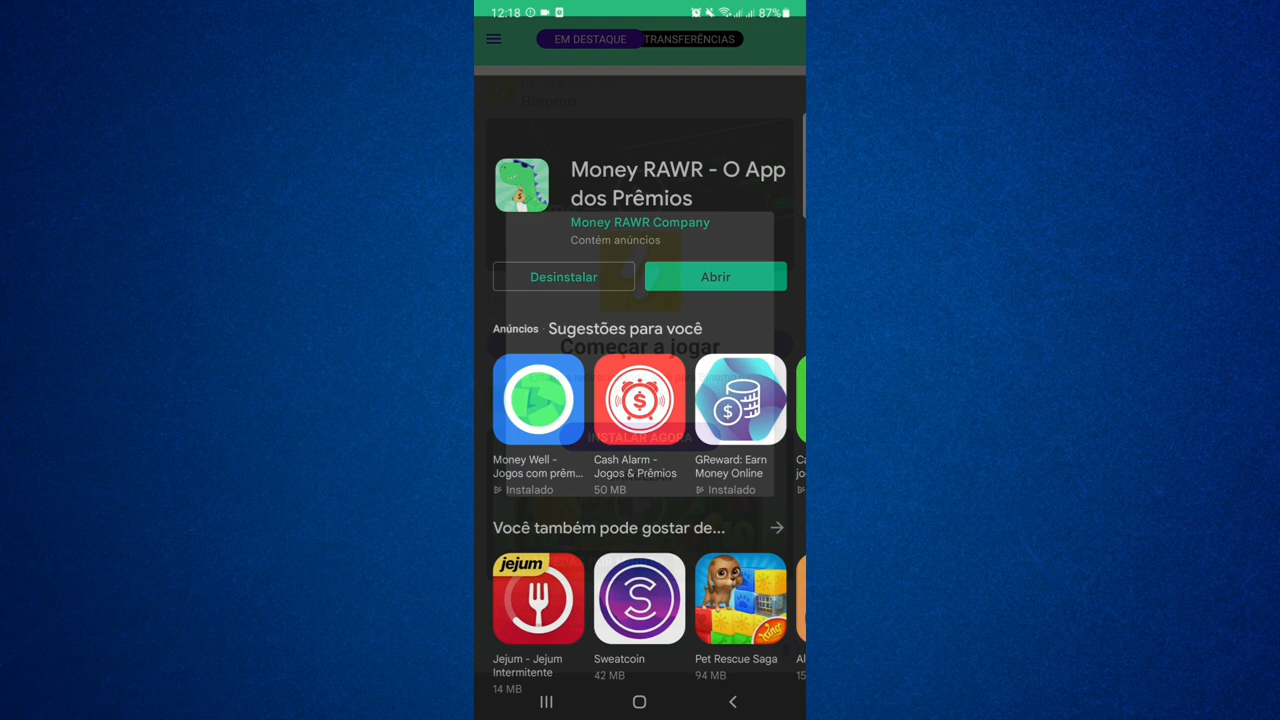 12:18
87%
EM DESTAQUE
TRANSFERÊNCIAS
Binomo
Money RAWR - O App
dos Prêmios
Money RAWR Company
Contém anúncios
Desinstalar
Abrir
Anúncios · Sugestões para você
Começar a jogar
INSTALAR AGORA
Money Well -
Jogos com prêm...
Instalado
Cash Alarm -
Jogos & Prêmios
50 MB
GReward: Earn
Money Online
Instalado
Você também pode gostar de...
jejum
S
King
Jejum - Jejum
Intermitente
14 MB
Sweatcoin
42 MB
Pet Rescue Saga
94 MB